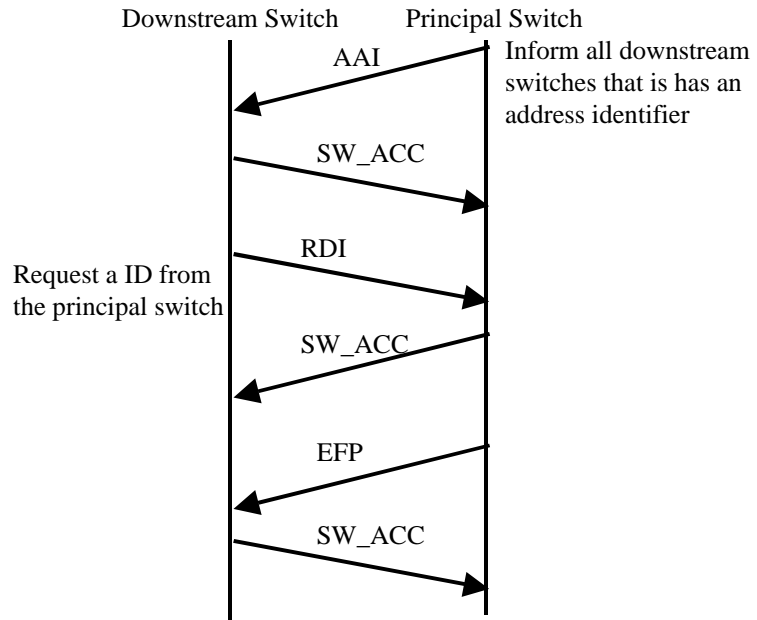 Downstream Switch Principal Switch
AAI
Inform all downstream
switches that is has an
address identifier
SW_ACC
RDI
Request a ID from
the principal switch
SW_ACC
EFP
SW_ACC